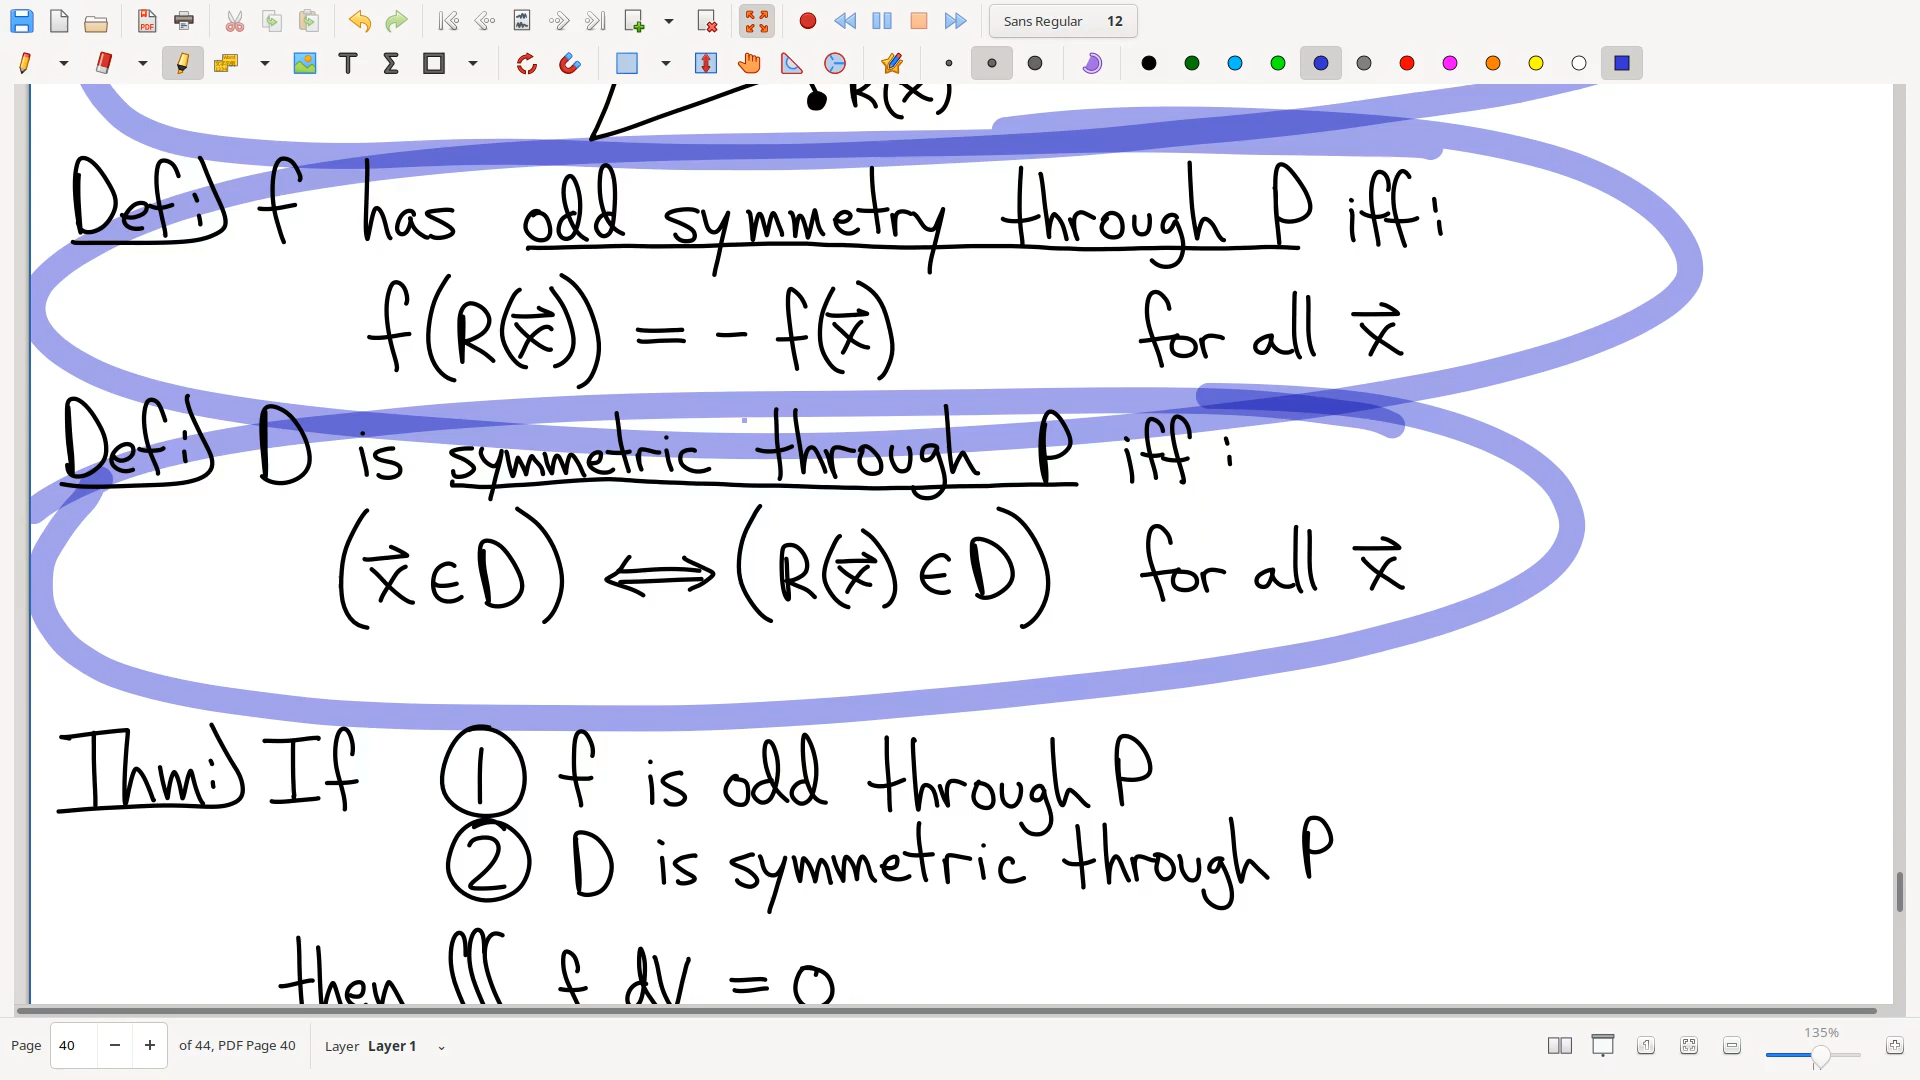 Sans Regular 12
R(x⃗)
Def:) f has odd symmetry through P iff:
f(R(x⃗)) = - f(x⃗) for all x⃗
Def:) D is symmetric through P iff:
(x⃗ ∈ D) ⟺ (R(x⃗) ∈ D) for all x⃗
Thm:) If ① f is odd through P
② D is symmetric through P
then ∭ f dV = 0
Page 40 of 44, PDF Page 40 Layer Layer 1 135%